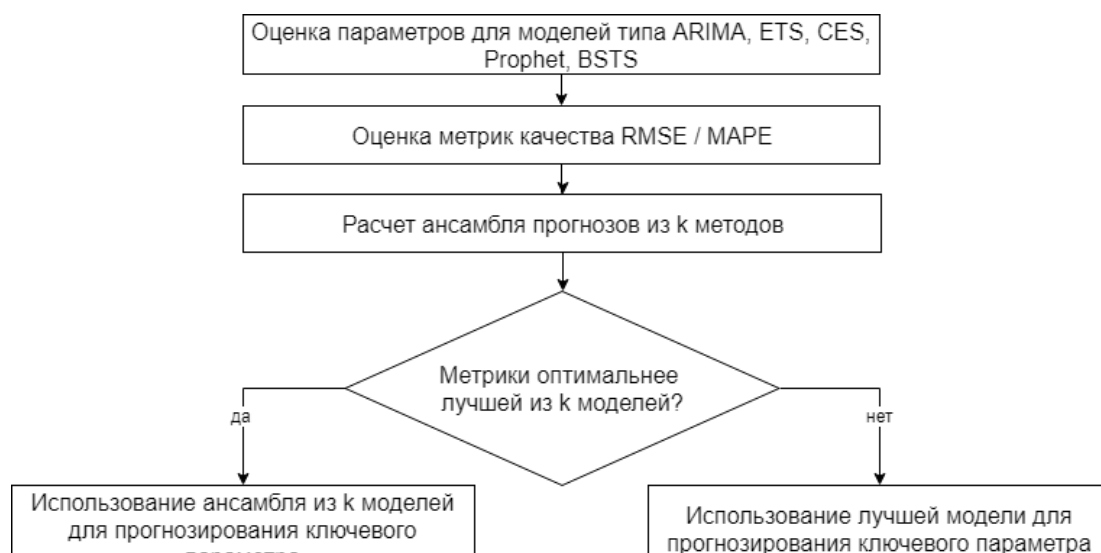 Оценка параметров для моделей типа ARIMA, ETS, CES,
Prophet, BSTS
Оценка метрик качества RMSE / MAPE
Расчет ансамбля прогнозов из k методов
Метрики оптимальнее
лучшей из k моделей?
да
нет
Использование ансамбля из k моделей
для прогнозирования ключевого
Использование лучшей модели для
прогнозирования ключевого параметра